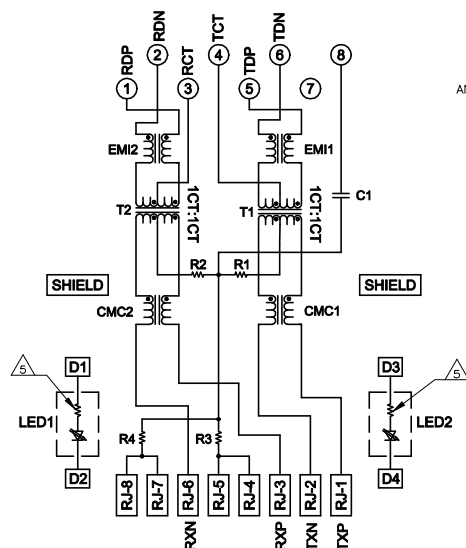 RDP
RDN
RCT
TCT
TDP
TDN
1
2
3
4
5
6
7
8
AN
EMI2
EMI1
1CT:1CT
1CT:1CT
T2
T1
C1
R2
R1
SHIELD
SHIELD
CMC2
CMC1
5
D1
D3
5
LED1
LED2
R4
R3
D2
D4
RJ-8
RJ-7
RJ-6
RJ-5
RJ-4
RJ-3
RJ-2
RJ-1
RXN
RXP
TXN
TXP